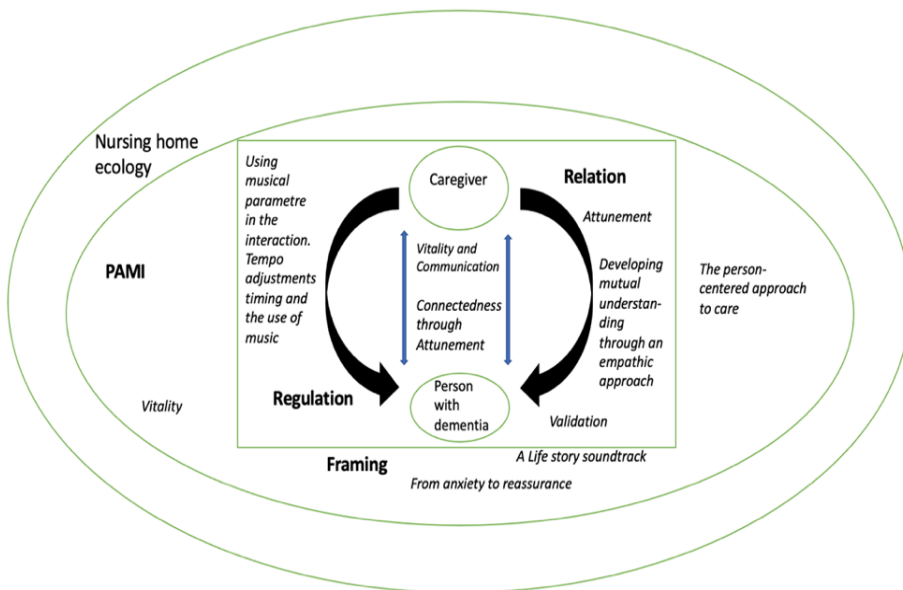 Nursing home
ecology
PAMI
Vitality
Using
musical
parametre
in the
interaction.
Tempo
adjustments
timing and
the use of
music
Regulation
Caregiver
Vitality and
Communication
Connectedness
through
Attunement
Person
with
dementia
Relation
Attunement
Developing
mutual
understan-
ding
through an
empathic
approach
Validation
The person-
centered approach
to care
Framing
A Life story soundtrack
From anxiety to reassurance